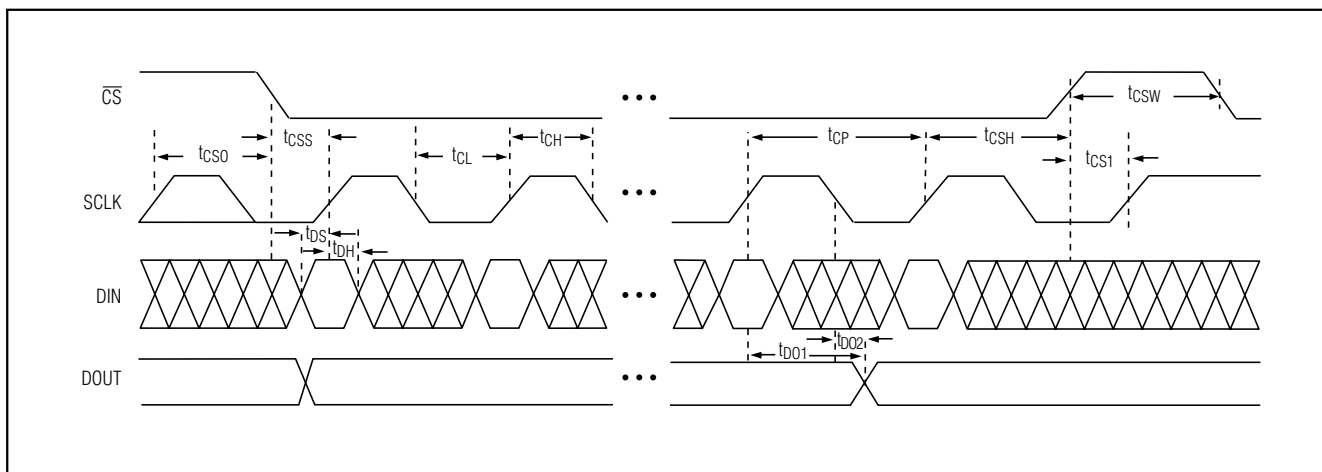 CS
tCSW
tCSS
tCH
tCP
tCSH
tCSO
tCL
tCS1
SCLK
tDS
tDH
DIN
tDO1
tDO2
DOUT